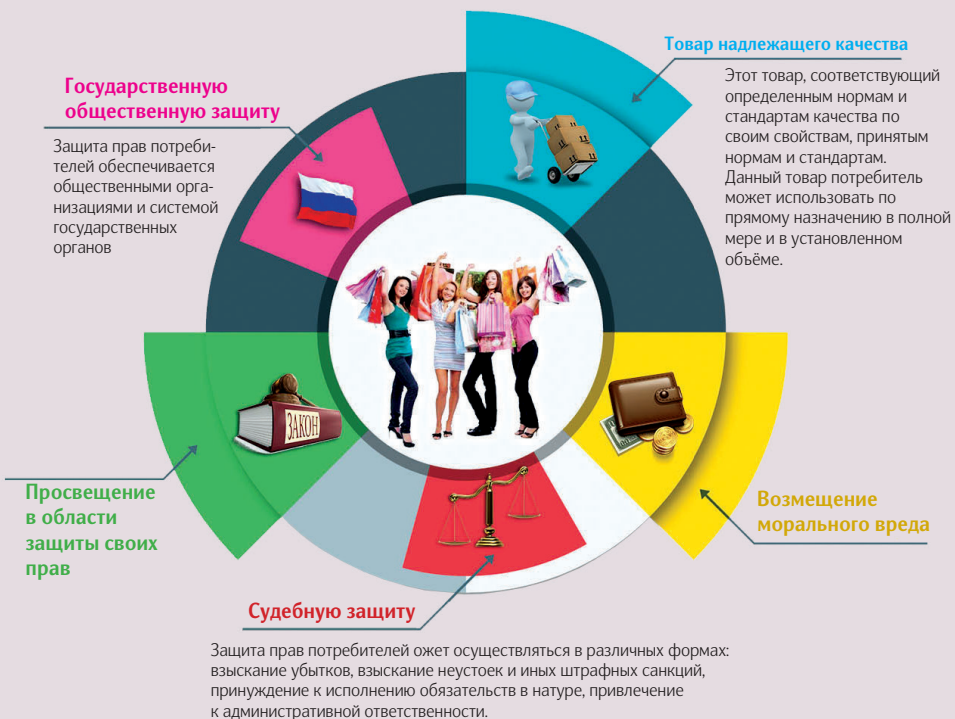 Товар надлежащего качества
Этот товар, соответствующий
определенным нормам и
стандартам качества по
своим свойствам, принятым
нормам и стандартам.
Данный товар потребитель
может использовать по
прямому назначению в полной
мере и в установленном
объёме.
Государственную
общественную защиту
Защита прав потреби-
телей обеспечивается
общественными орга-
низациями и системой
государственных
органов
ЗАКОН
Просвещение
в области
защиты своих
прав
Возмещение
морального вреда
Судебную защиту
Защита прав потребителей ожет осуществляться в различных формах:
взыскание убытков, взыскание неустоек и иных штрафных санкций,
принуждение к исполнению обязательств в натуре, привлечение
к административной ответственности.